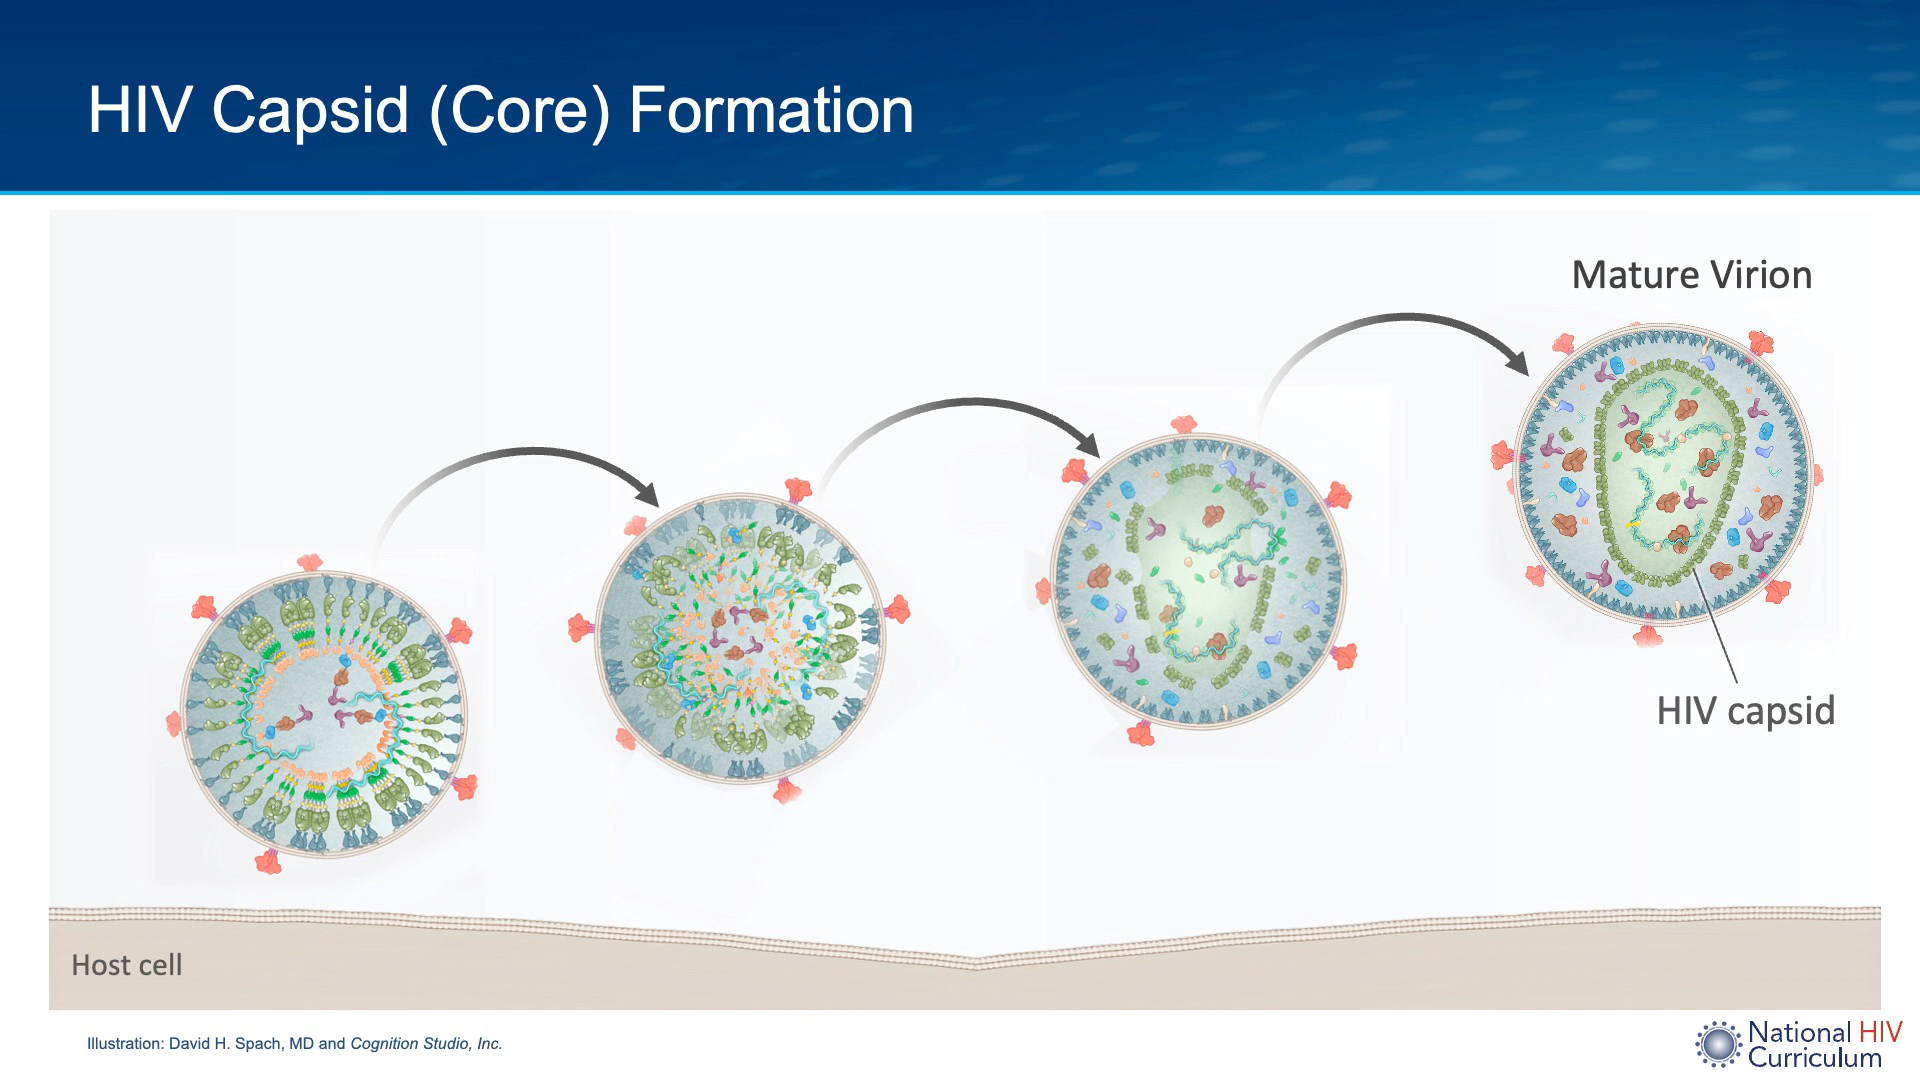 HIV Capsid (Core) Formation
Mature Virion
HIV capsid
Host cell
Illustration: David H. Spach, MD and Cognition Studio, Inc.
National HIV
Curriculum